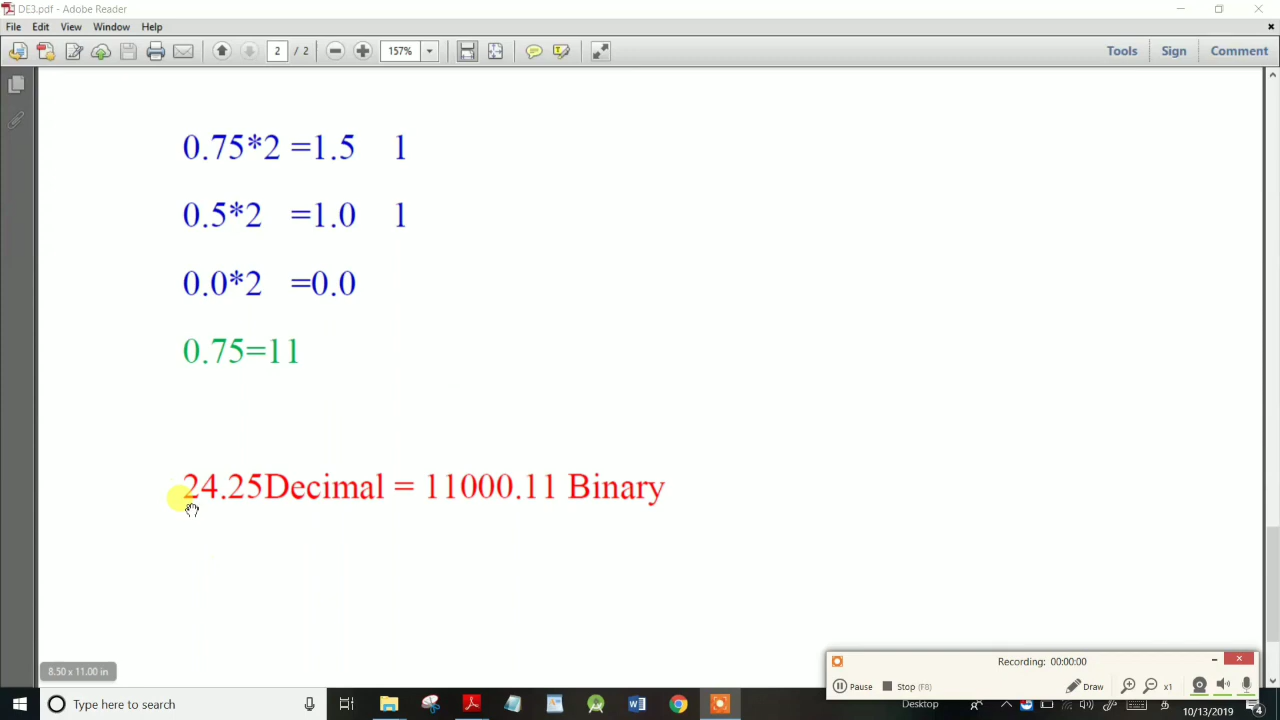 DE3.pdf - Adobe Reader
File Edit View Window Help
2 / 2 157% Tools Sign Comment
0.75*2 =1.5 1
0.5*2 =1.0 1
0.0*2 =0.0
0.75=11
24.25Decimal = 11000.11 Binary
8.50 x 11.00 in
Recording: 00:00:00
Pause Stop (F8) Draw x1
Type here to search
Desktop
10/13/2019
4